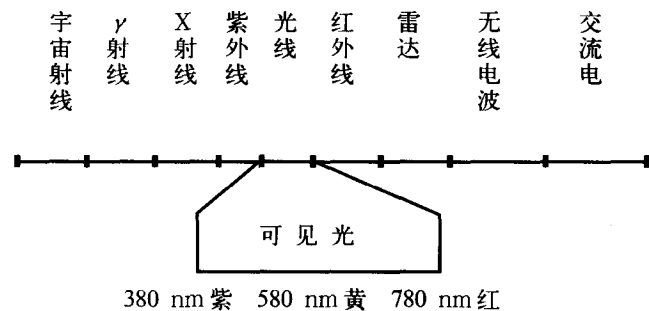 宇宙射线
γ射线
X射线
紫外线
光线
红外线
雷达
无线电波
交流电
可见光
380 nm紫 580 nm黄 780 nm红